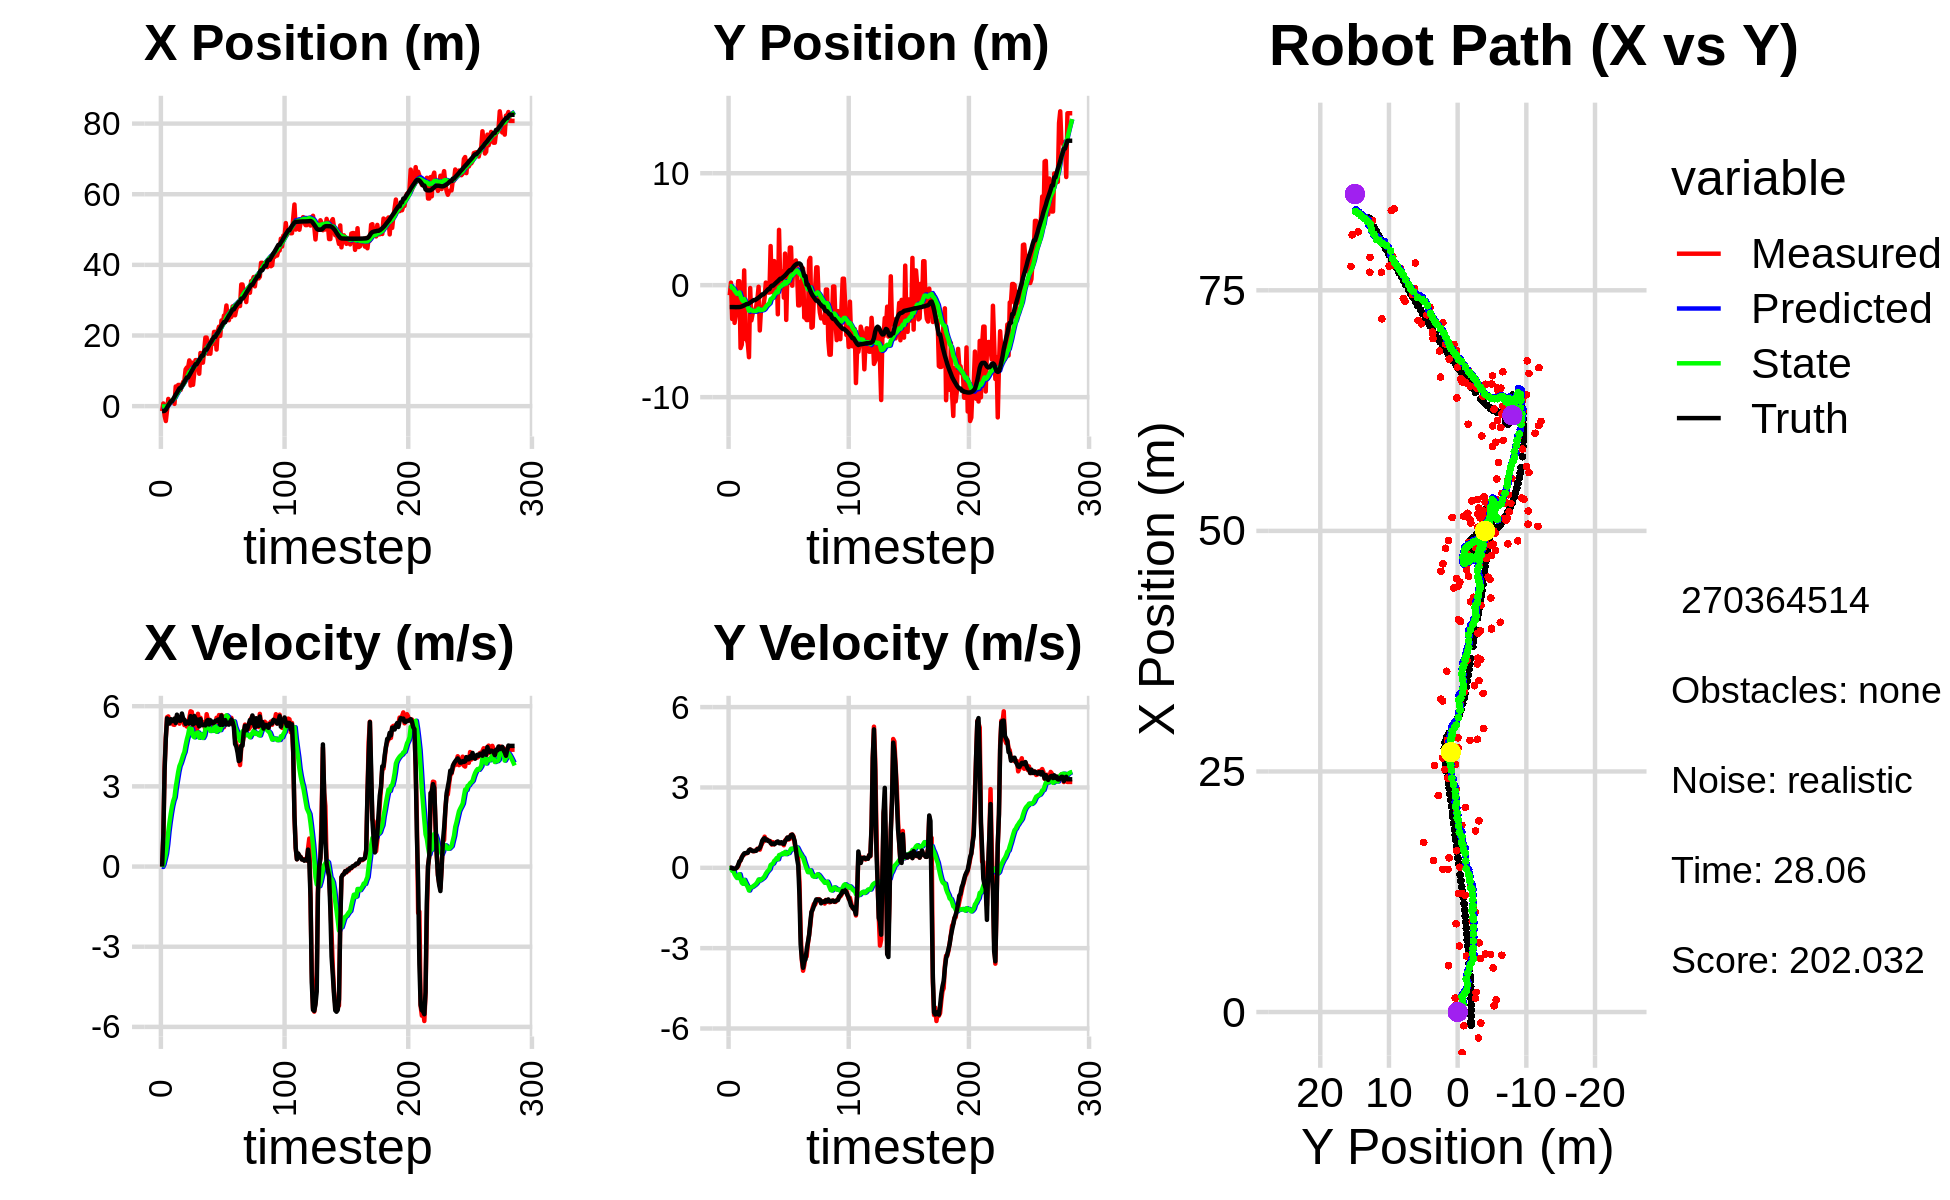 X Position (m)
80
60
40
20
0
0
100
200
300
timestep
Y Position (m)
10
0
-10
0
100
200
300
timestep
X Velocity (m/s)
6
3
0
-3
-6
0
100
200
300
timestep
Y Velocity (m/s)
6
3
0
-3
-6
0
100
200
300
timestep
Robot Path (X vs Y)
X Position (m)
75
50
25
0
20 10 0 -10 -20
Y Position (m)
variable
Measured
Predicted
State
Truth
270364514
Obstacles: none
Noise: realistic
Time: 28.06
Score: 202.032